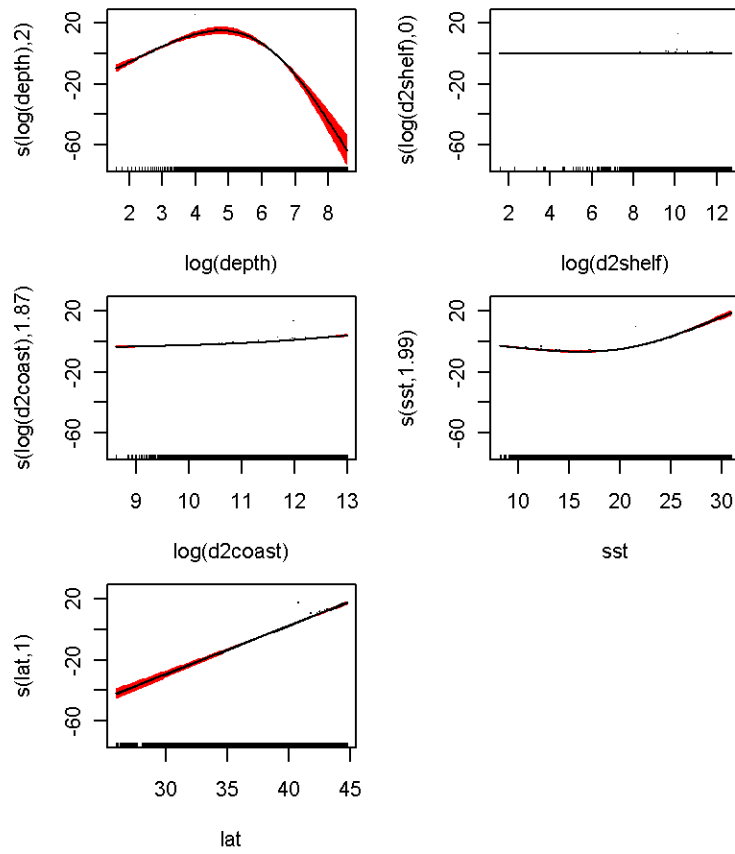 s(log(depth),2)
20
-20
-60
2 3 4 5 6 7 8
log(depth)
s(log(d2shelf),0)
20
-20
-60
2 4 6 8 10 12
log(d2shelf)
s(log(d2coast),1.87)
20
-20
-60
9 10 11 12 13
log(d2coast)
s(sst,1.99)
20
-20
-60
10 15 20 25 30
sst
s(lat,1)
20
-20
-60
30 35 40 45
lat